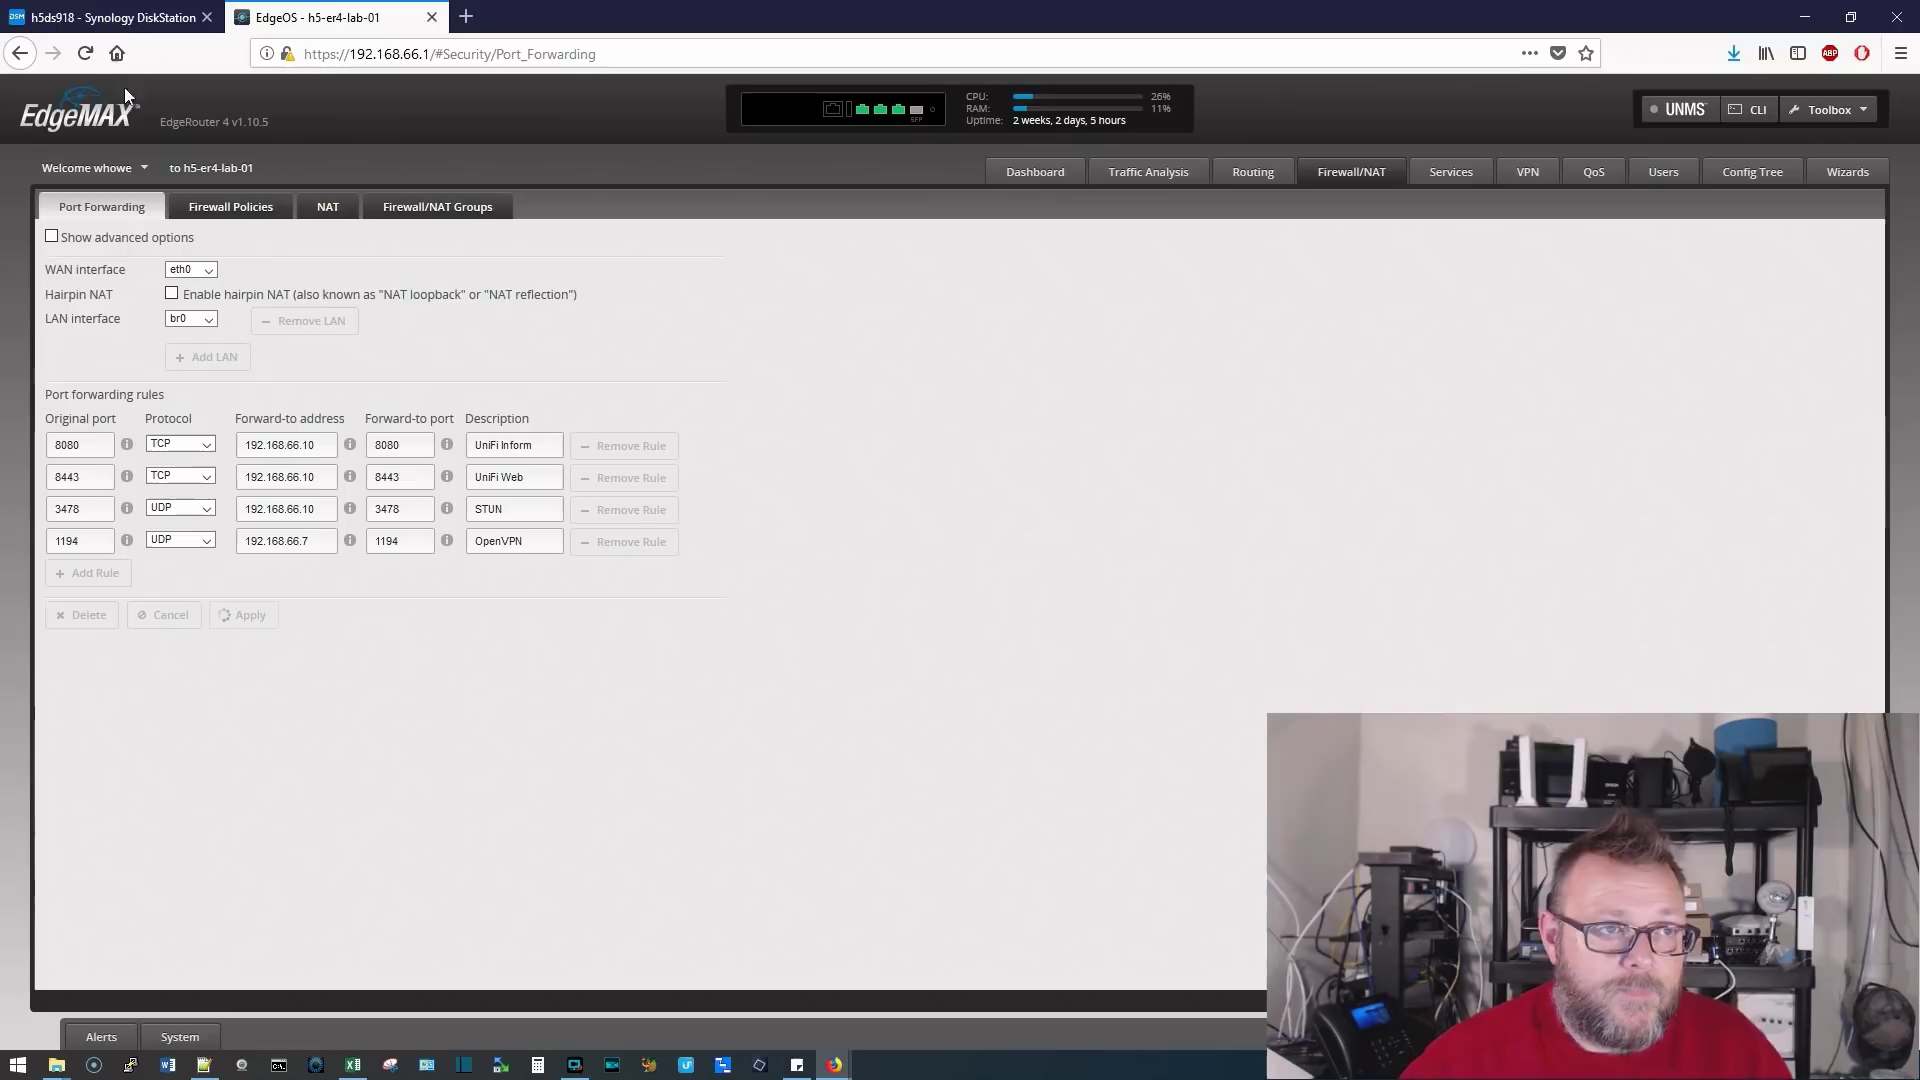 h5ds918 - Synology DiskStation
EdgeOS - h5-er4-lab-01
https://192.168.66.1/#Security/Port_Forwarding
ABP
EdgeMAX
EdgeRouter 4 v1.10.5
SFP
CPU: 26%
RAM: 11%
Uptime: 2 weeks, 2 days, 5 hours
UNMS
CLI
Toolbox
Welcome whowe to h5-er4-lab-01
Dashboard Traffic Analysis Routing Firewall/NAT Services VPN QoS Users Config Tree Wizards
Port Forwarding Firewall Policies NAT Firewall/NAT Groups
Show advanced options
WAN interface eth0
Hairpin NAT Enable hairpin NAT (also known as "NAT loopback" or "NAT reflection")
LAN interface br0 − Remove LAN
+ Add LAN
Port forwarding rules
Original port Protocol Forward-to address Forward-to port Description
8080 TCP 192.168.66.10 8080 UniFi Inform − Remove Rule
8443 TCP 192.168.66.10 8443 UniFi Web − Remove Rule
3478 UDP 192.168.66.10 3478 STUN − Remove Rule
1194 UDP 192.168.66.7 1194 OpenVPN − Remove Rule
+ Add Rule
Delete Cancel Apply
Alerts System